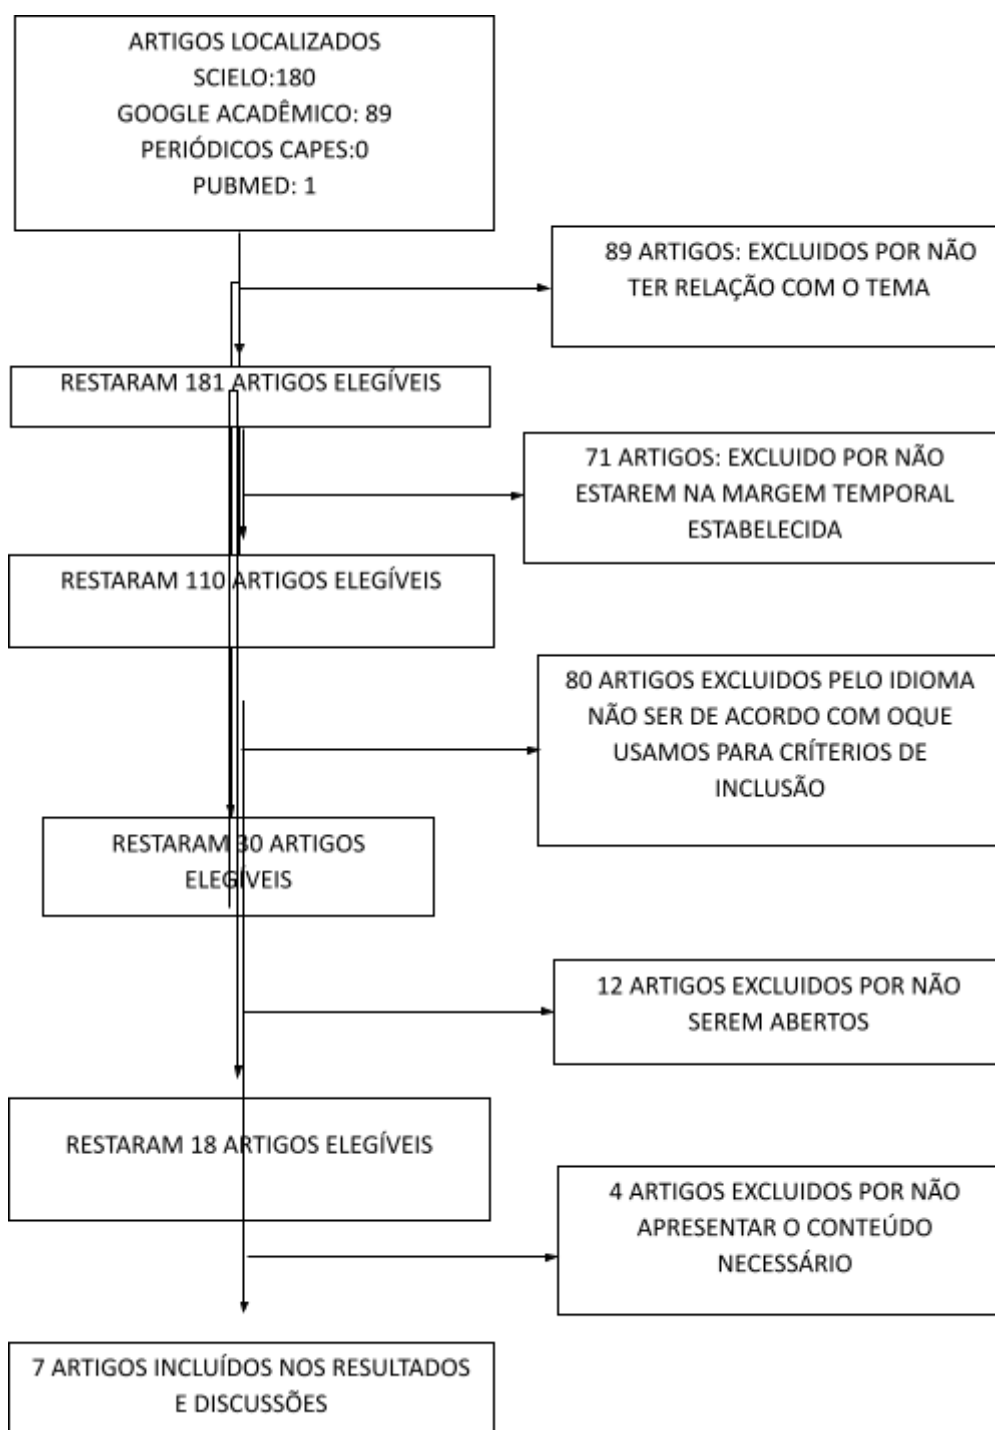 ARTIGOS LOCALIZADOS
SCIELO:180
GOOGLE ACADÊMICO: 89
PERIÓDICOS CAPES:0
PUBMED: 1
89 ARTIGOS: EXCLUIDOS POR NÃO
TER RELAÇÃO COM O TEMA
RESTARAM 181 ARTIGOS ELEGÍVEIS
71 ARTIGOS: EXCLUIDO POR NÃO
ESTAREM NA MARGEM TEMPORAL
ESTABELECIDA
RESTARAM 110 ARTIGOS ELEGÍVEIS
80 ARTIGOS EXCLUIDOS PELO IDIOMA
NÃO SER DE ACORDO COM OQUE
USAMOS PARA CRÍTERIOS DE
INCLUSÃO
RESTARAM 30 ARTIGOS
ELEGÍVEIS
12 ARTIGOS EXCLUIDOS POR NÃO
SEREM ABERTOS
RESTARAM 18 ARTIGOS ELEGÍVEIS
4 ARTIGOS EXCLUIDOS POR NÃO
APRESENTAR O CONTEÚDO
NECESSÁRIO
7 ARTIGOS INCLUÍDOS NOS RESULTADOS
E DISCUSSÕES